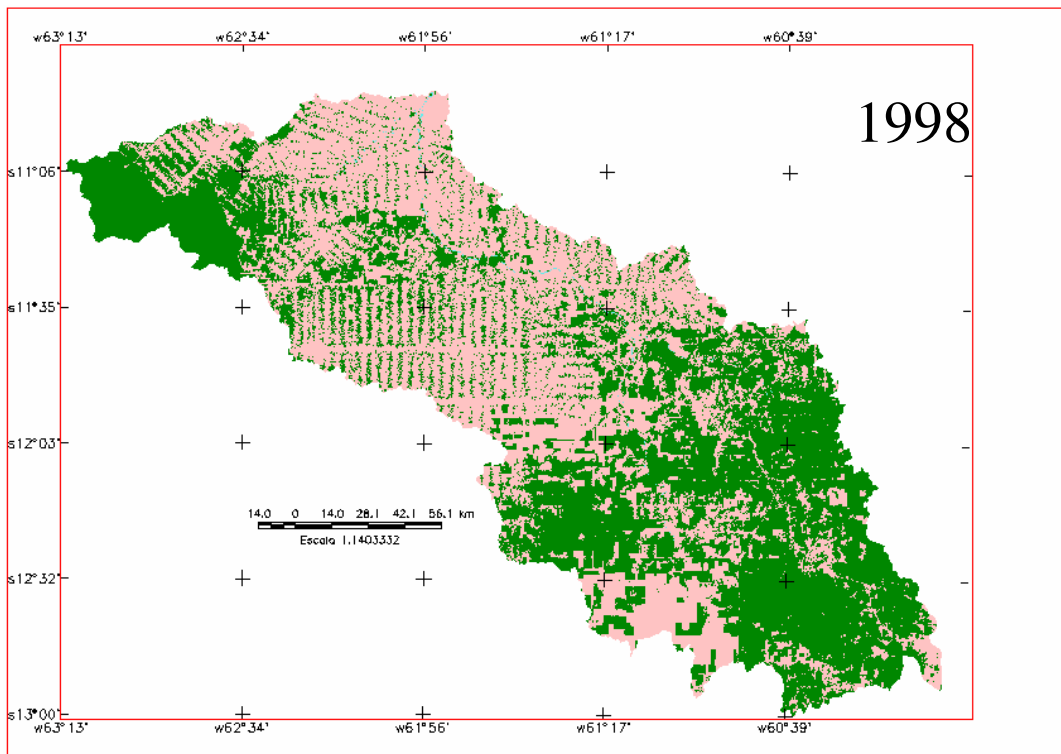 w63°13' w62°34' w61°56' w61°17' w60°39'
1998
s11°06'
s11°35'
s12°03'
14.0 0 14.0 28.1 42.1 56.1 km
Escala 1:1403332
s12°32'
s13°00'
w63°13' w62°34' w61°56' w61°17' w60°39'